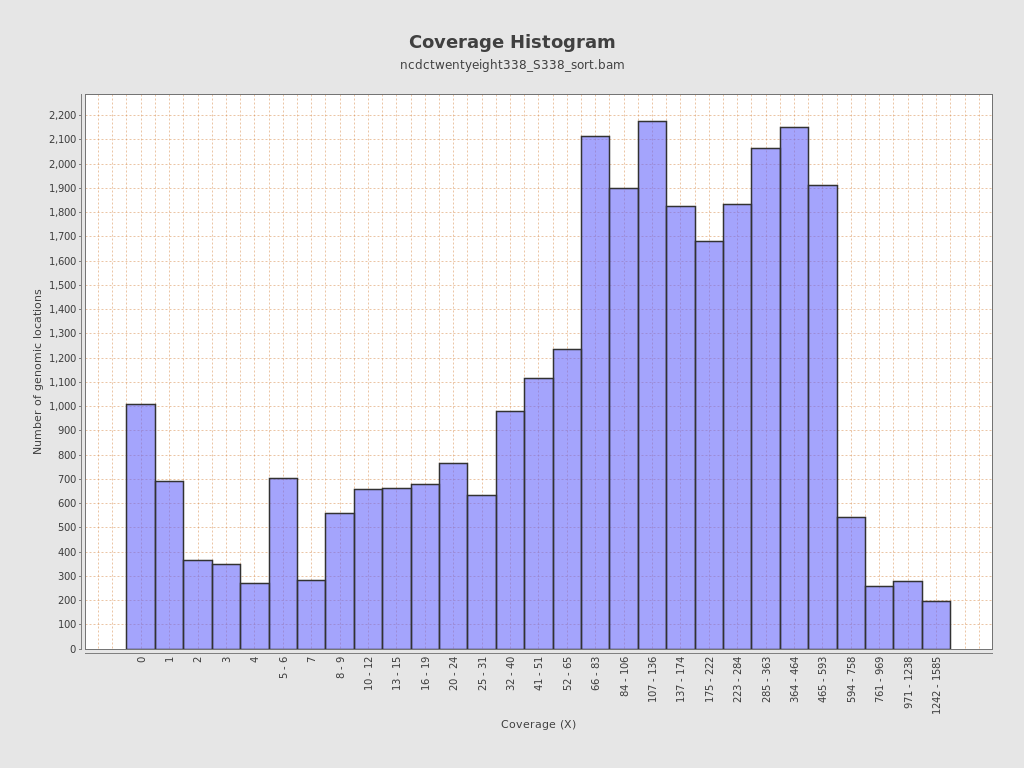 Coverage Histogram
ncdctwentyeight338_S338_sort.bam
2,200
2,100
2,000
1,900
1,800
1,700
1,600
1,500
1,400
1,300
1,200
1,100
1,000
900
800
700
600
500
400
300
200
100
0
Number of genomic locations
0
1
2
3
4
5 - 6
7
8 - 9
10 - 12
13 - 15
16 - 19
20 - 24
25 - 31
32 - 40
41 - 51
52 - 65
66 - 83
84 - 106
107 - 136
137 - 174
175 - 222
223 - 284
285 - 363
364 - 464
465 - 593
594 - 758
761 - 969
971 - 1238
1242 - 1585
Coverage (X)